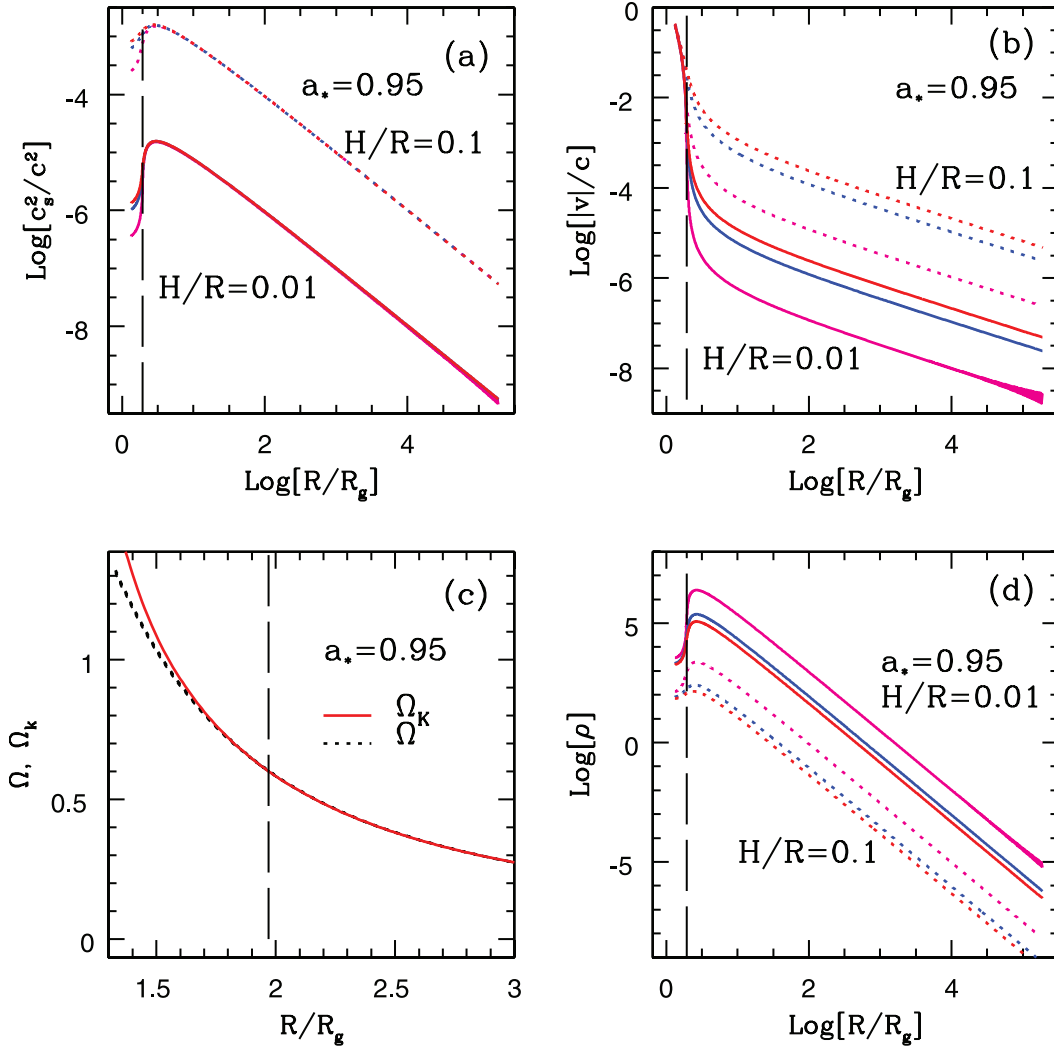 (a)
a*=0.95
H/R=0.1
H/R=0.01
Log[c_s^2/c^2]
-4
-6
-8
0
2
4
Log[R/R_g]
(b)
a*=0.95
H/R=0.1
H/R=0.01
Log[|v|/c]
0
-2
-4
-6
-8
0
2
4
Log[R/R_g]
(c)
a*=0.95
Ω_K
Ω
Ω, Ω_k
1
0.5
0
1.5
2
2.5
3
R/R_g
(d)
a*=0.95
H/R=0.01
H/R=0.1
Log[ρ]
5
0
-5
0
2
4
Log[R/R_g]